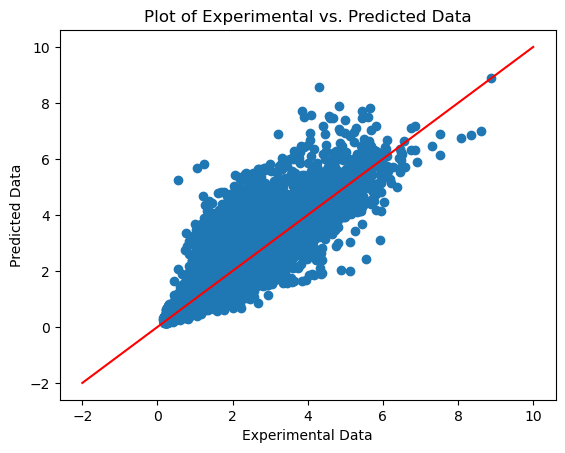 Plot of Experimental vs. Predicted Data
10
8
6
4
2
0
−2
Predicted Data
−2 0 2 4 6 8 10
Experimental Data